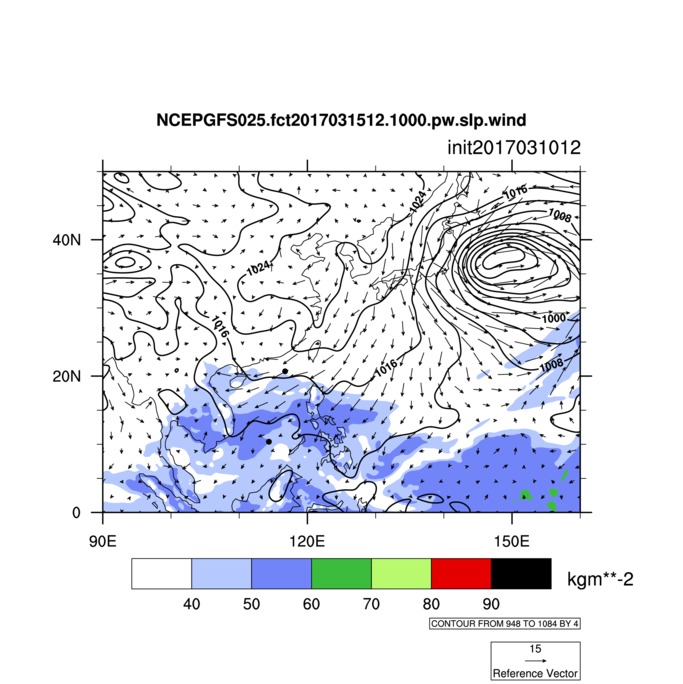 NCEPGFS025.fct2017031512.1000.pw.slp.wind
init2017031012
1024
1016
1008
40N
1024
1016
1000
1016
1008
20N
0
90E 120E 150E
40 50 60 70 80 90
kgm**-2
CONTOUR FROM 948 TO 1084 BY 4
15
Reference Vector